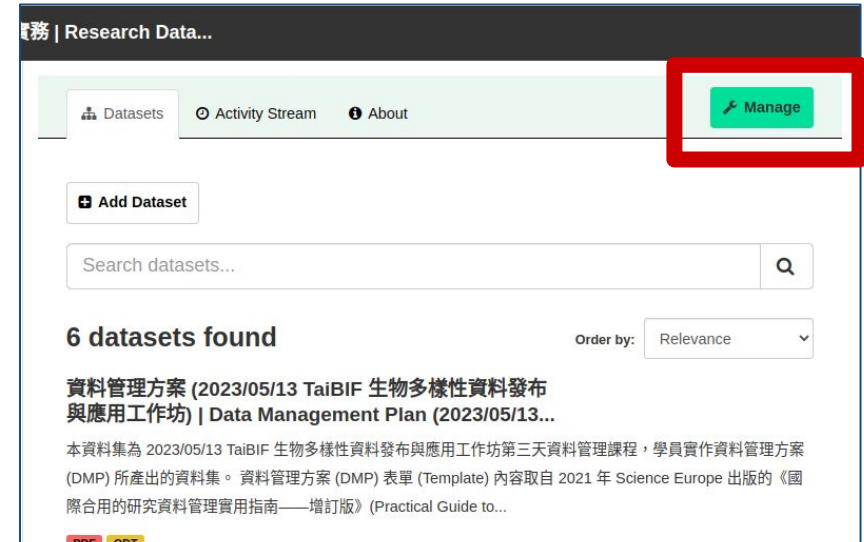 實務 | Research Data...
Datasets
Activity Stream
About
Manage
Add Dataset
Search datasets...
6 datasets found
Order by:
Relevance
資料管理方案 (2023/05/13 TaiBIF 生物多樣性資料發布
與應用工作坊) | Data Management Plan (2023/05/13...
本資料集為 2023/05/13 TaiBIF 生物多樣性資料發布與應用工作坊第三天資料管理課程，學員實作資料管理方案
(DMP) 所產出的資料集。 資料管理方案 (DMP) 表單 (Template) 內容取自 2021 年 Science Europe 出版的《國
際合用的研究資料管理實用指南——增訂版》(Practical Guide to...
PDF ODT